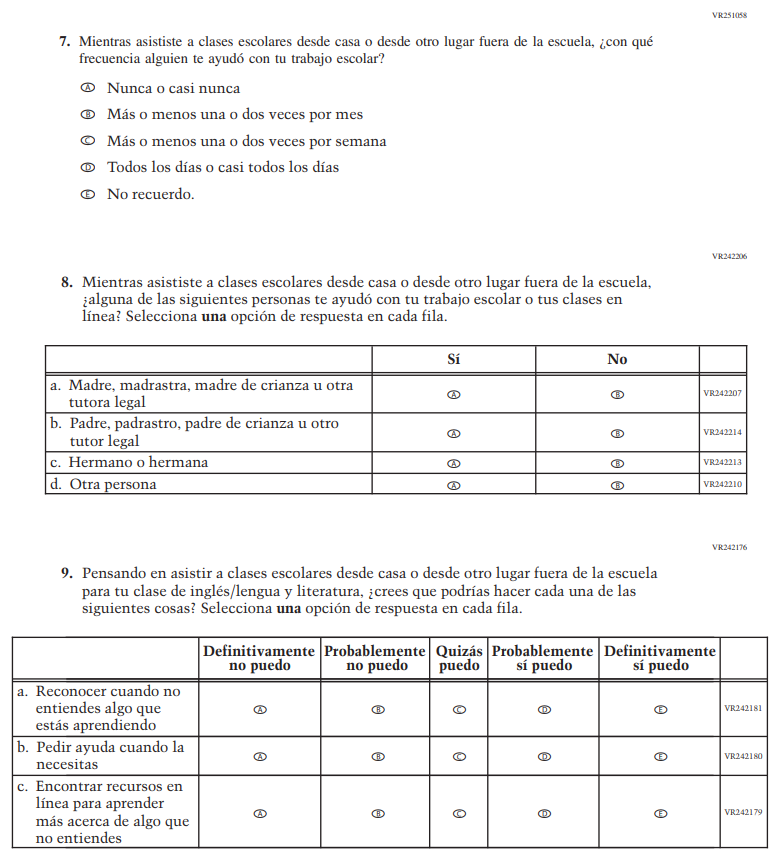 VR251058
7. Mientras asististe a clases escolares desde casa o desde otro lugar fuera de la escuela, ¿con qué
frecuencia alguien te ayudó con tu trabajo escolar?
A Nunca o casi nunca
B Más o menos una o dos veces por mes
C Más o menos una o dos veces por semana
D Todos los días o casi todos los días
E No recuerdo.
VR242206
8. Mientras asististe a clases escolares desde casa o desde otro lugar fuera de la escuela,
¿alguna de las siguientes personas te ayudó con tu trabajo escolar o tus clases en
línea? Selecciona una opción de respuesta en cada fila.
Sí No
a. Madre, madrastra, madre de crianza u otra
tutora legal
A B VR242207
b. Padre, padrastro, padre de crianza u otro
tutor legal
A B VR242214
c. Hermano o hermana A B VR242213
d. Otra persona A B VR242210
VR242176
9. Pensando en asistir a clases escolares desde casa o desde otro lugar fuera de la escuela
para tu clase de inglés/lengua y literatura, ¿crees que podrías hacer cada una de las
siguientes cosas? Selecciona una opción de respuesta en cada fila.
Definitivamente Probablemente Quizás Probablemente Definitivamente
no puedo no puedo puedo sí puedo sí puedo
a. Reconocer cuando no
entiendes algo que
estás aprendiendo
A B C D E VR242181
b. Pedir ayuda cuando la
necesitas
A B C D E VR242180
c. Encontrar recursos en
línea para aprender
más acerca de algo que
no entiendes
A B C D E VR242179